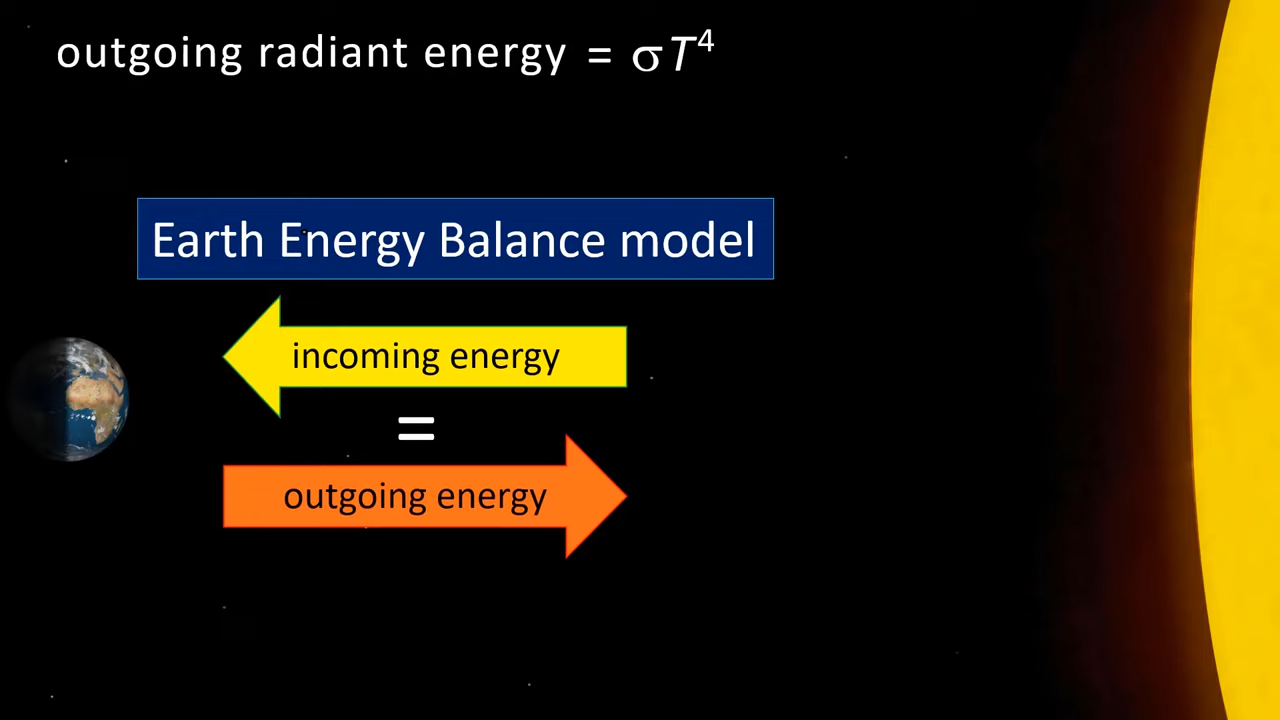 outgoing radiant energy = σT⁴
Earth Energy Balance model
incoming energy
=
outgoing energy